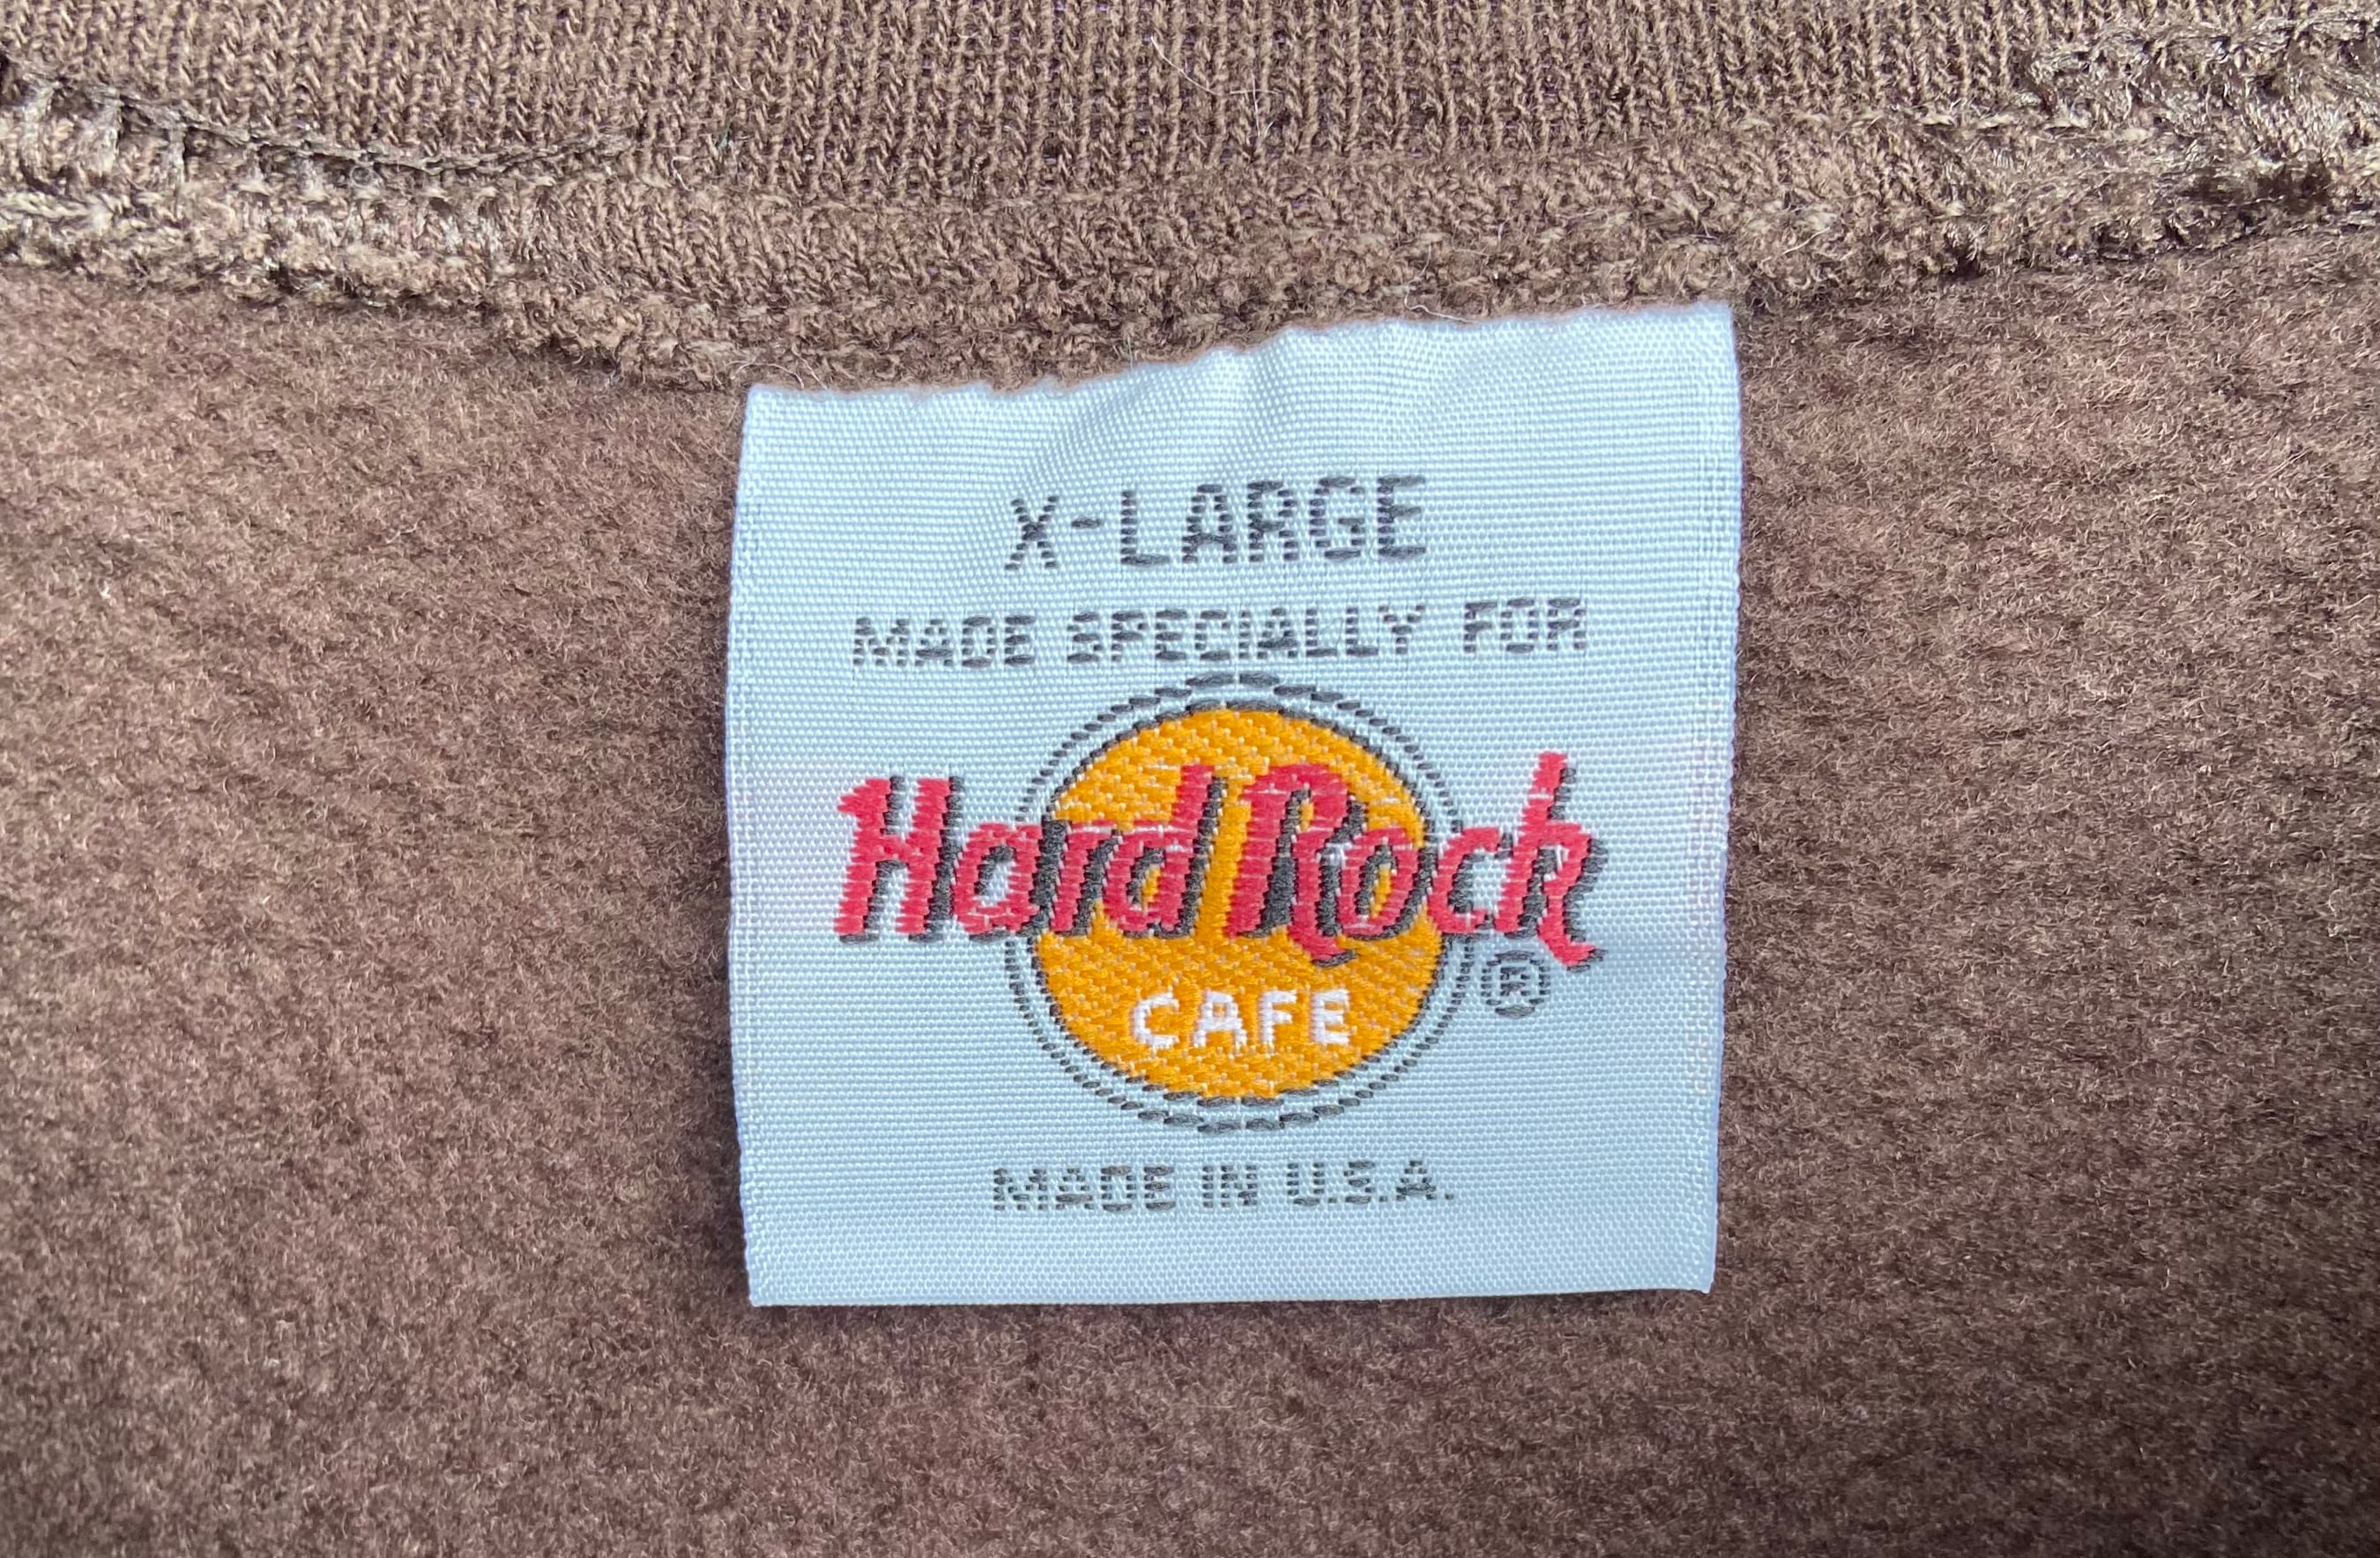 X-LARGE
MADE SPECIALLY FOR
Hard Rock
®
CAFE
MADE IN U.S.A.